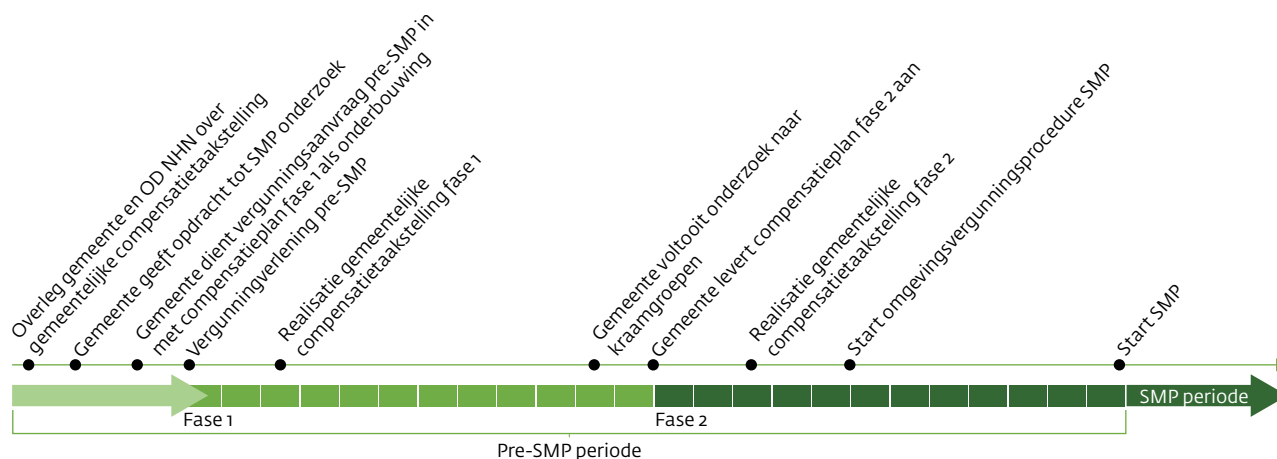 Overleg gemeente en OD NHN over
gemeentelijke compensatietaakstelling
Gemeente geeft opdracht tot SMP onderzoek
Gemeente dient vergunningsaanvraag pre-SMP in
met compensatieplan fase 1 als onderbouwing
Vergunningverlening pre-SMP
Realisatie gemeentelijke
compensatietaakstelling fase 1
Gemeente voltooit onderzoek naar
kraamgroepen
Gemeente levert compensatieplan fase 2 aan
Realisatie gemeentelijke
compensatietaakstelling fase 2
Start omgevingsvergunningsprocedure SMP
Start SMP
SMP periode
Fase 1
Fase 2
Pre-SMP periode